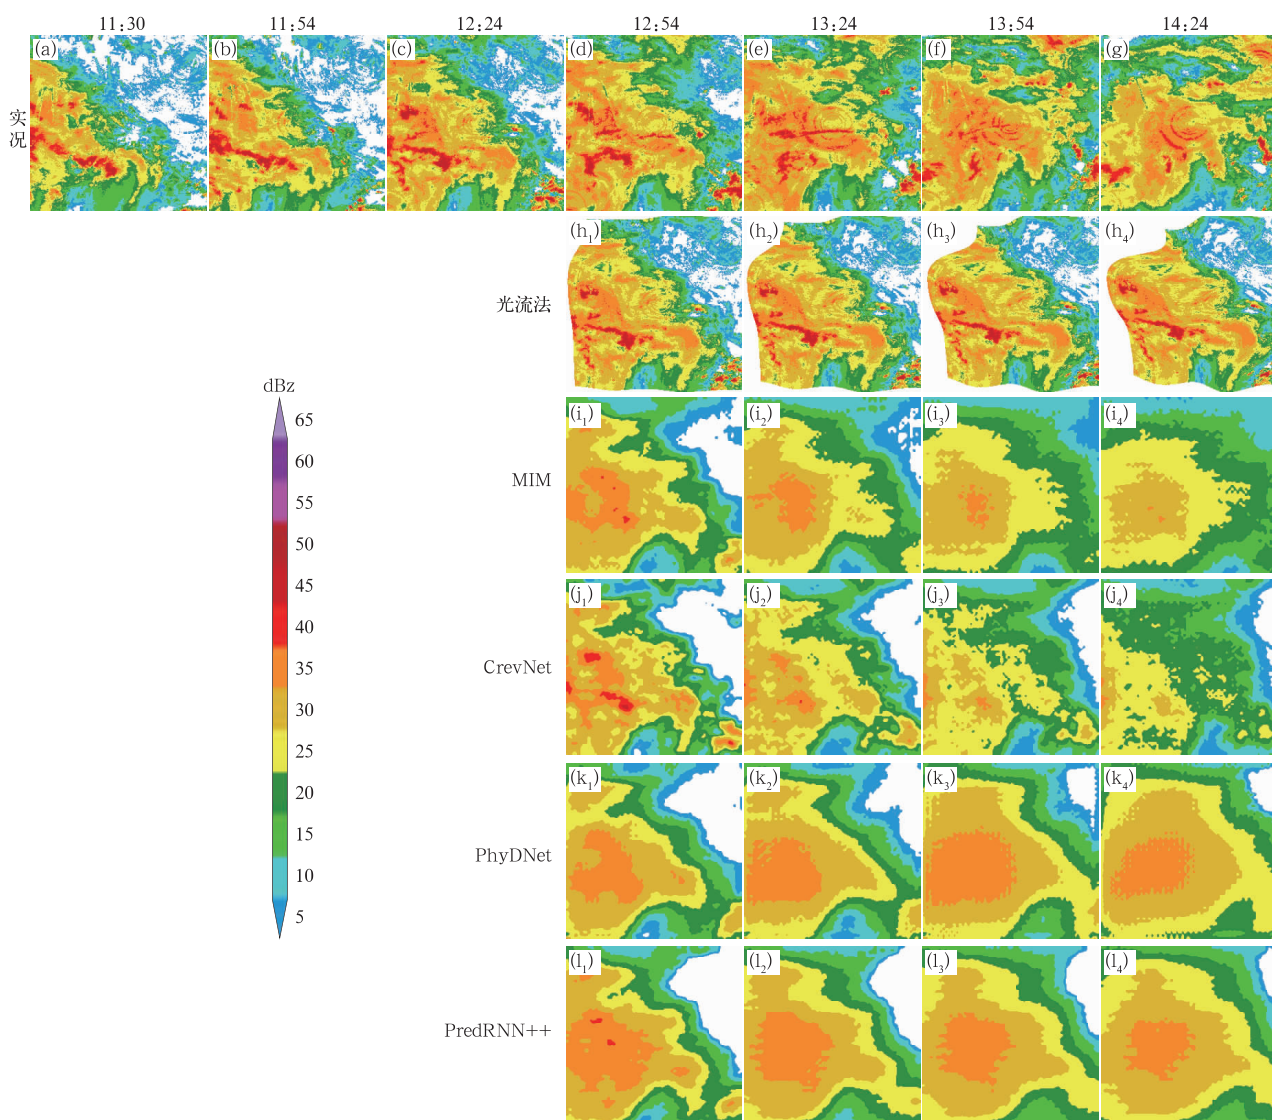 11:30 11:54 12:24 12:54 13:24 13:54 14:24
(a) (b) (c) (d) (e) (f) (g)
实况
(h₁) (h₂) (h₃) (h₄)
光流法
dBz
65
60
55
50
45
40
35
30
25
20
15
10
5
(i₁) (i₂) (i₃) (i₄)
MIM
(j₁) (j₂) (j₃) (j₄)
CrevNet
(k₁) (k₂) (k₃) (k₄)
PhyDNet
(l₁) (l₂) (l₃) (l₄)
PredRNN++